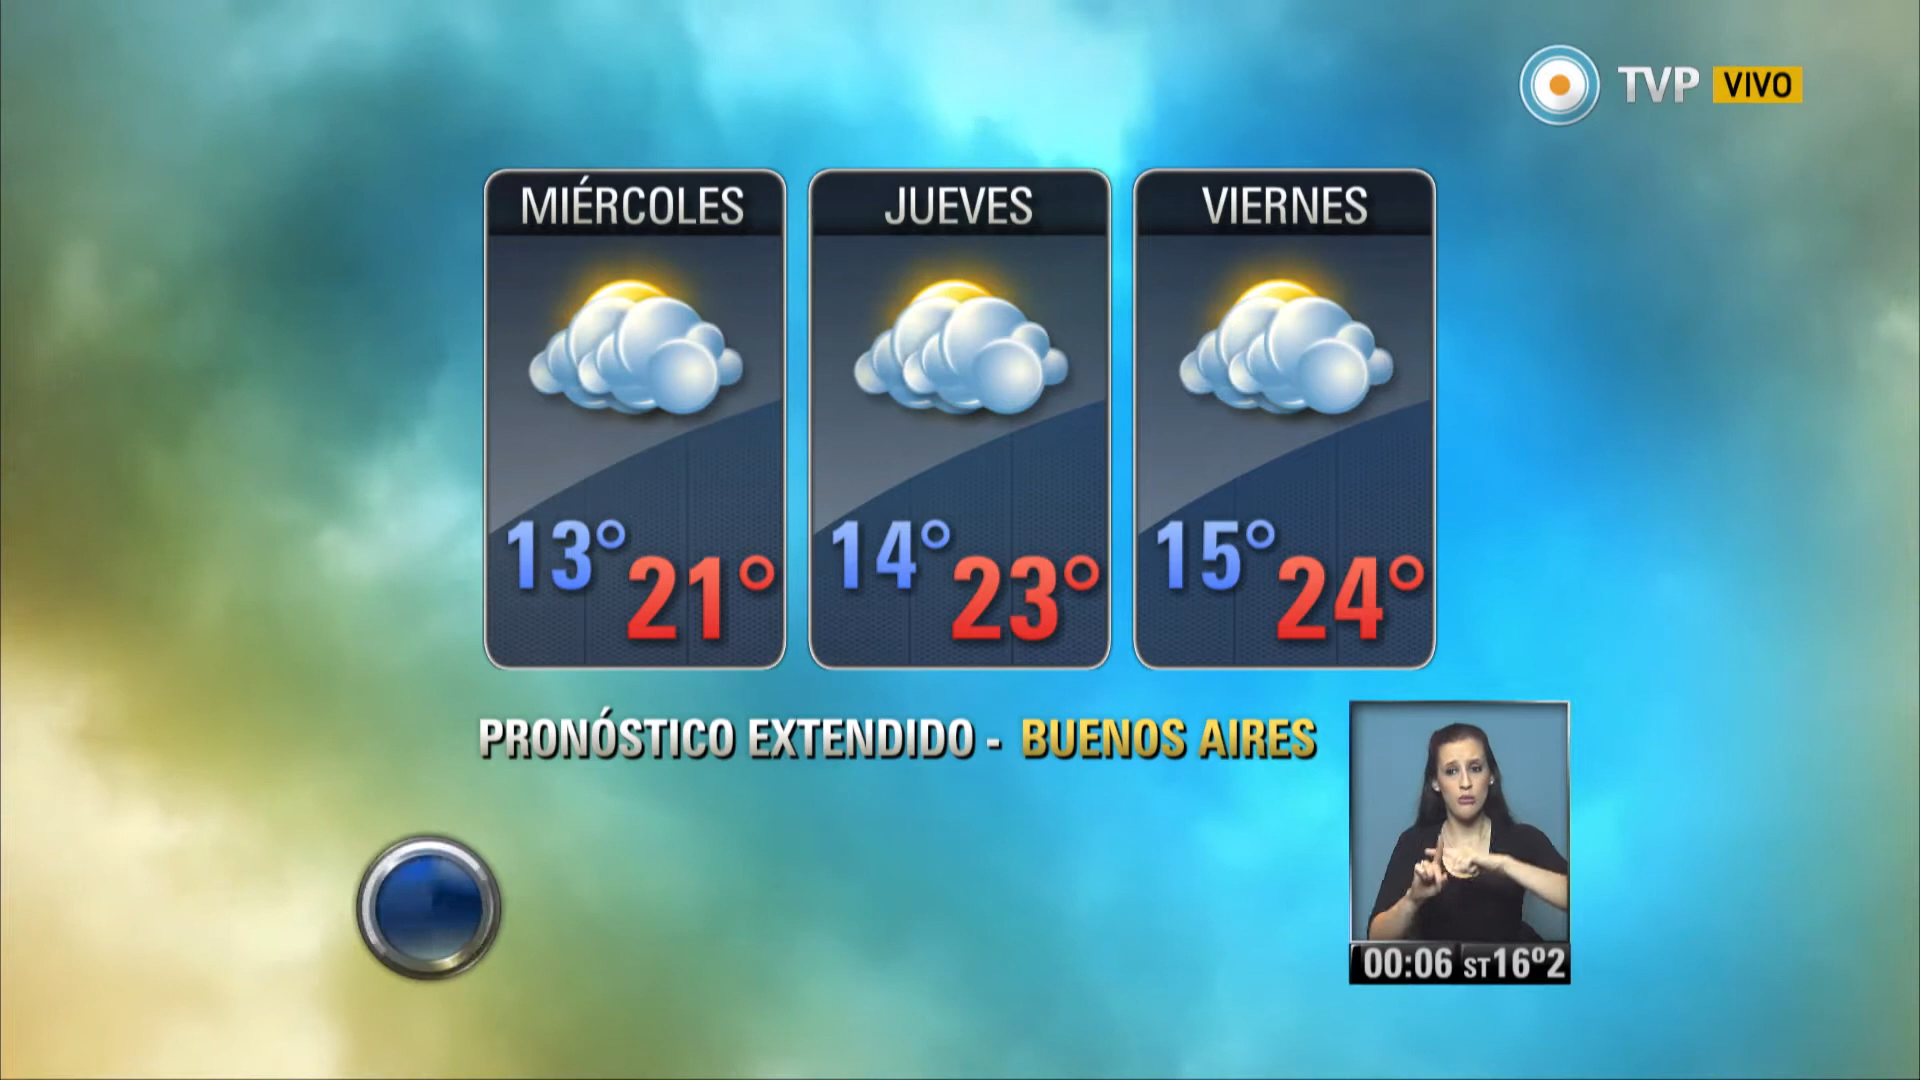 TVP VIVO
MIÉRCOLES
13° 21°
JUEVES
14° 23°
VIERNES
15° 24°
PRONÓSTICO EXTENDIDO - BUENOS AIRES
00:06 ST 16º2